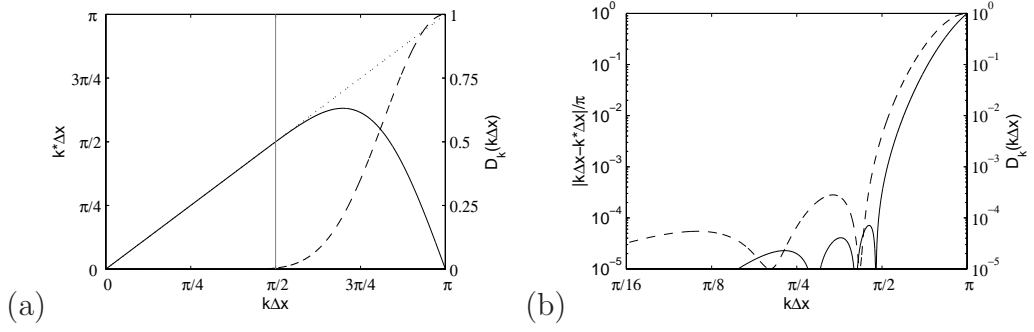 π
3π/4
π/2
π/4
0
k*Δx
0
π/4
π/2
3π/4
π
kΔx
1
0.75
0.5
0.25
0
D_k(kΔx)
(a)
10^0
10^-1
10^-2
10^-3
10^-4
10^-5
|kΔx−k*Δx|/π
π/16
π/8
π/4
π/2
π
kΔx
10^0
10^-1
10^-2
10^-3
10^-4
10^-5
D_k(kΔx)
(b)